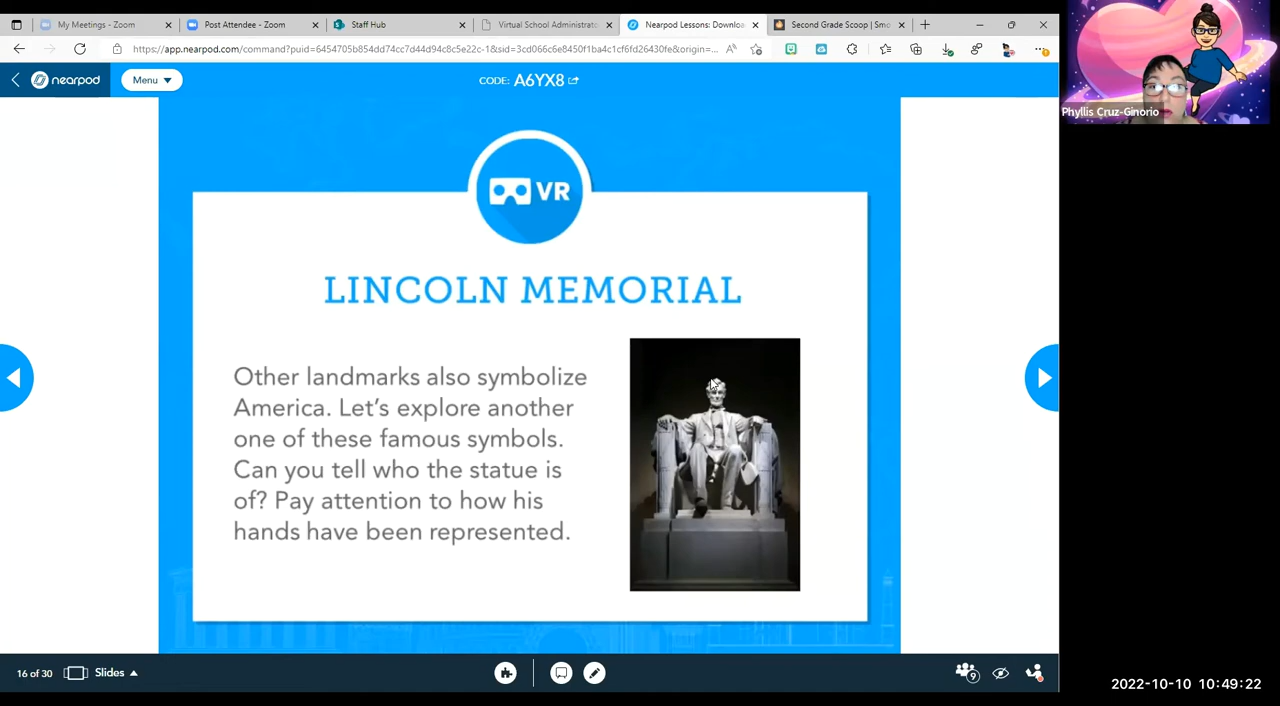 My Meetings - Zoom
Post Attendee - Zoom
Staff Hub
Virtual School Administrato
Nearpod Lessons: Downloa
Second Grade Scoop | Smo
https://app.nearpod.com/command?puid=6454705b854dd74cc7d44d94c8c5e22c-1&sid=3cd066c6e8450f1ba4c1cf6fd26430fe&origin=...
nearpod
Menu
CODE: A6YX8
Phyllis Cruz-Ginorio
VR
LINCOLN MEMORIAL
Other landmarks also symbolize
America. Let's explore another
one of these famous symbols.
Can you tell who the statue is
of? Pay attention to how his
hands have been represented.
16 of 30
Slides
9
2022-10-10 10:49:22